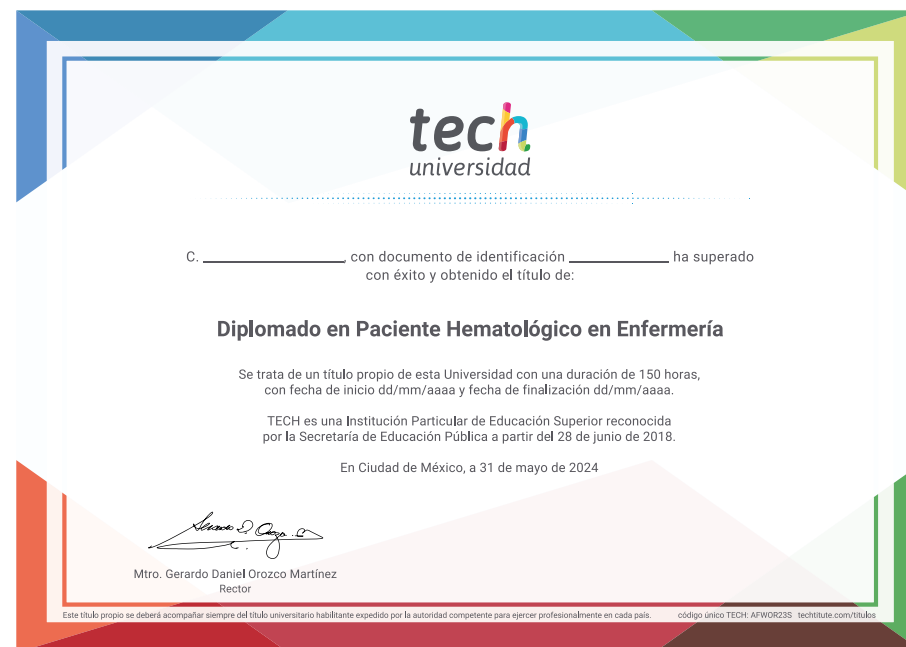 tech
universidad
C. ____________, con documento de identificación ____________ ha superado
con éxito y obtenido el título de:
Diplomado en Paciente Hematológico en Enfermería
Se trata de un título propio de esta Universidad con una duración de 150 horas,
con fecha de inicio dd/mm/aaaa y fecha de finalización dd/mm/aaaa.
TECH es una Institución Particular de Educación Superior reconocida
por la Secretaría de Educación Pública a partir del 28 de junio de 2018.
En Ciudad de México, a 31 de mayo de 2024
Mtro. Gerardo Daniel Orozco Martínez
Rector
Este título propio se deberá acompañar siempre del título universitario habilitante expedido por la autoridad competente para ejercer profesionalmente en cada país. código único TECH: AFWOR23S techtitute.com/titulos